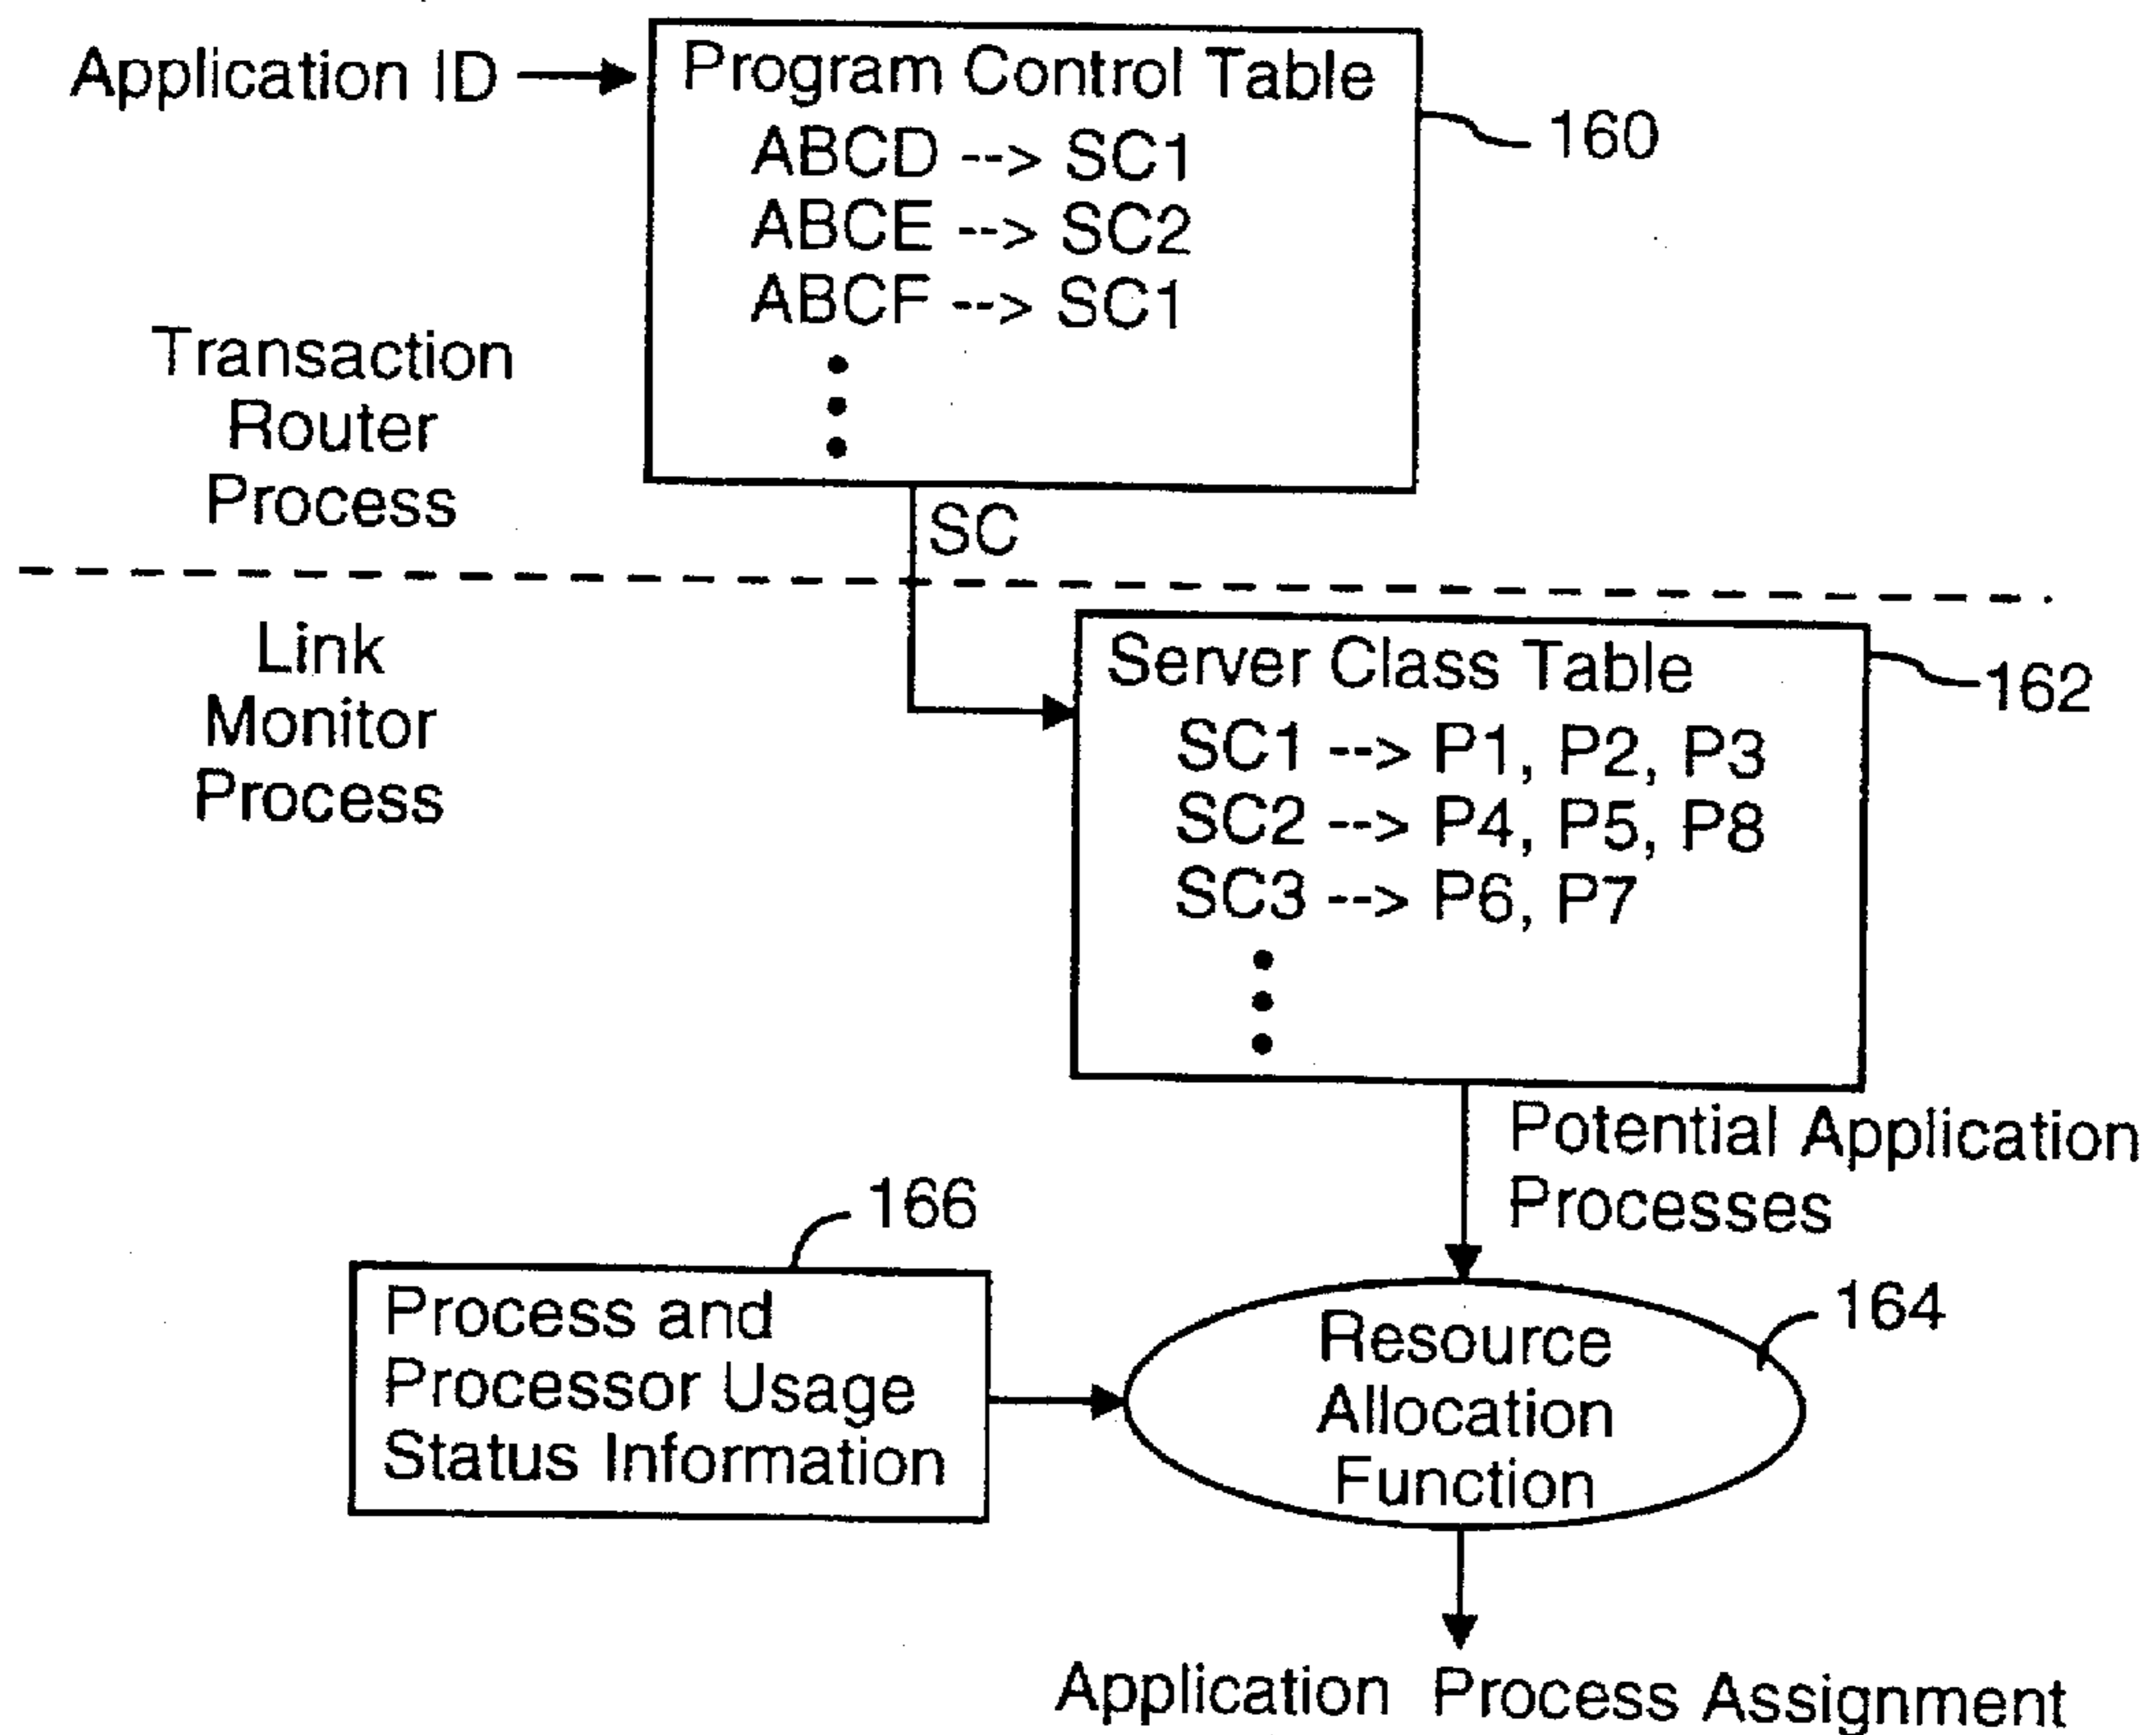 Application ID
Program Control Table
160
ABCD --> SC1
ABCE --> SC2
ABCF --> SC1
Transaction
Router
Process
SC
Link
Monitor
Process
Server Class Table
162
SC1 --> P1, P2, P3
SC2 --> P4, P5, P8
SC3 --> P6, P7
Potential Application
Processes
166
Process and
Processor Usage
Status Information
164
Resource
Allocation
Function
Application Process Assignment